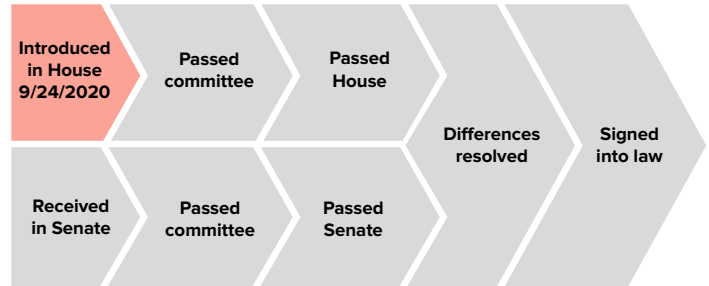 Introduced
in House
9/24/2020
Passed
committee
Passed
House
Differences
resolved
Signed
into law
Received
in Senate
Passed
committee
Passed
Senate